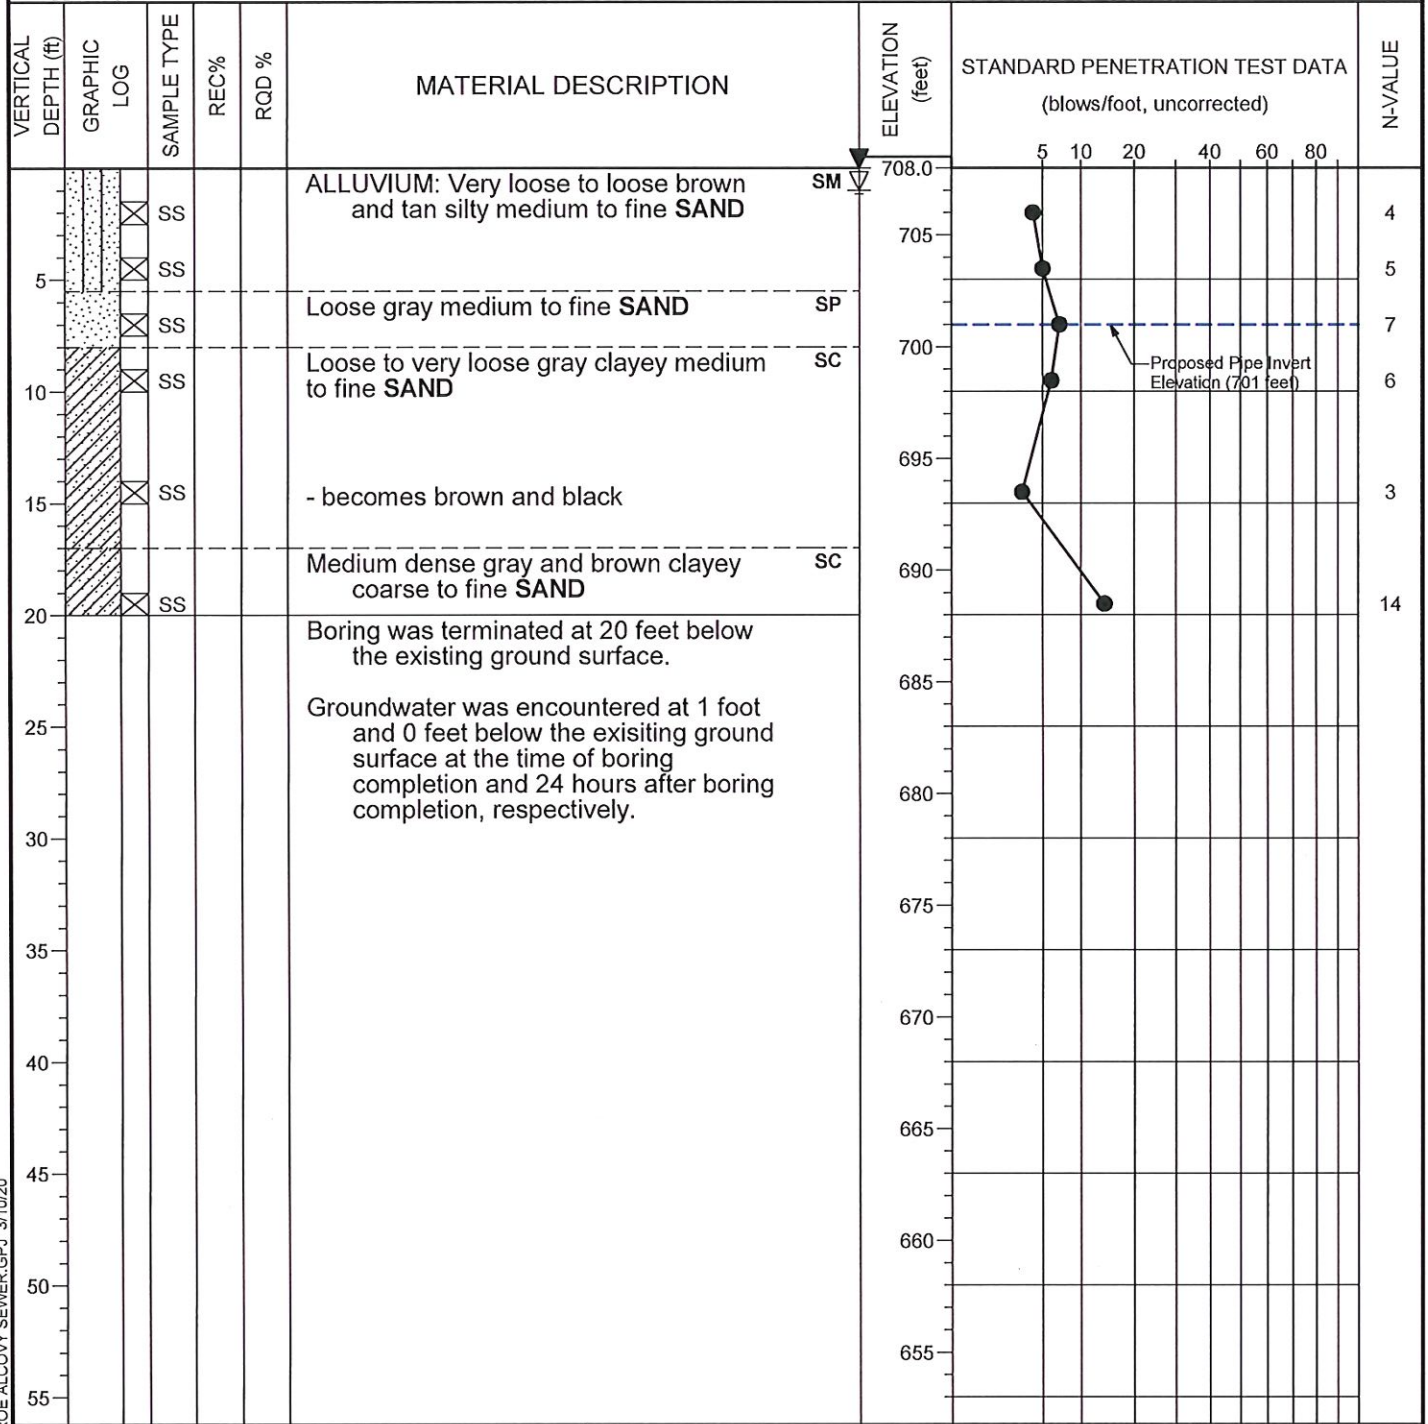 VERTICAL
DEPTH (ft)
GRAPHIC
LOG
SAMPLE TYPE
REC%
RQD %
MATERIAL DESCRIPTION
ELEVATION
(feet)
STANDARD PENETRATION TEST DATA
(blows/foot, uncorrected)
N-VALUE
5 10 20 40 60 80
708.0
ALLUVIUM: Very loose to loose brown SM
and tan silty medium to fine SAND
SS 4
705
SS 5
5
Loose gray medium to fine SAND SP
SS 7
700
Loose to very loose gray clayey medium SC
to fine SAND
Proposed Pipe Invert
Elevation (701 feet)
SS 6
10
695
SS - becomes brown and black 3
15
Medium dense gray and brown clayey SC
coarse to fine SAND
690
SS 14
20
Boring was terminated at 20 feet below
the existing ground surface.
685
Groundwater was encountered at 1 foot
and 0 feet below the exisiting ground
surface at the time of boring
completion and 24 hours after boring
completion, respectively.
25
680
30
675
35
670
40
665
45
660
50
655
55
ALCOVY SEWER.GPJ 3/10/20